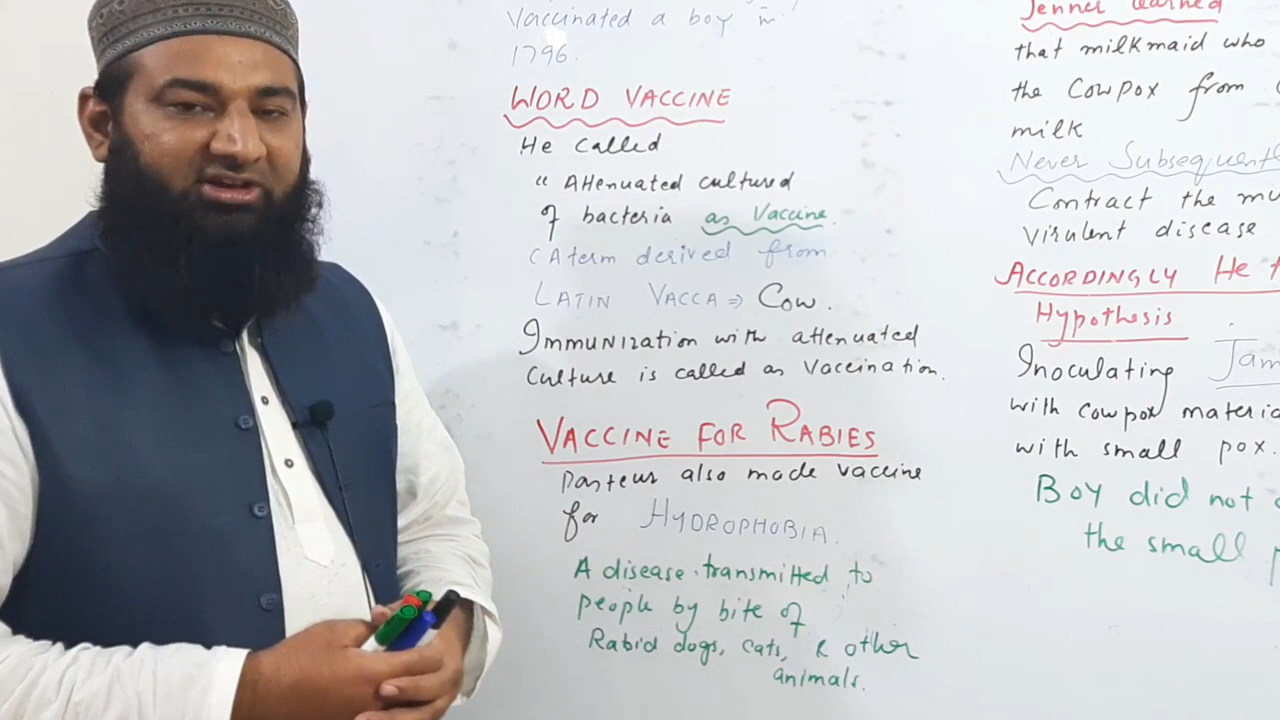 Vaccinated a boy in
1796.
WORD VACCINE
He called
“ Attenuated cultured
of bacteria as Vaccine.
(A term derived from
LATIN VACCA ⇒ Cow.
Immunization with attenuated
Culture is called as Vaccination.
VACCINE FOR RABIES
Pasteur also made vaccine
for HYDROPHOBIA.
A disease transmitted to
people by bite of
Rabid dogs, cats, & other
animals.
Jenner learned
that milkmaid who
the Cowpox from
milk
Never Subsequent
Contract the
virulent disease
ACCORDINGLY He
Hypothesis
Inoculating Jam
with cowpox materia
with small pox.
Boy did not
the small